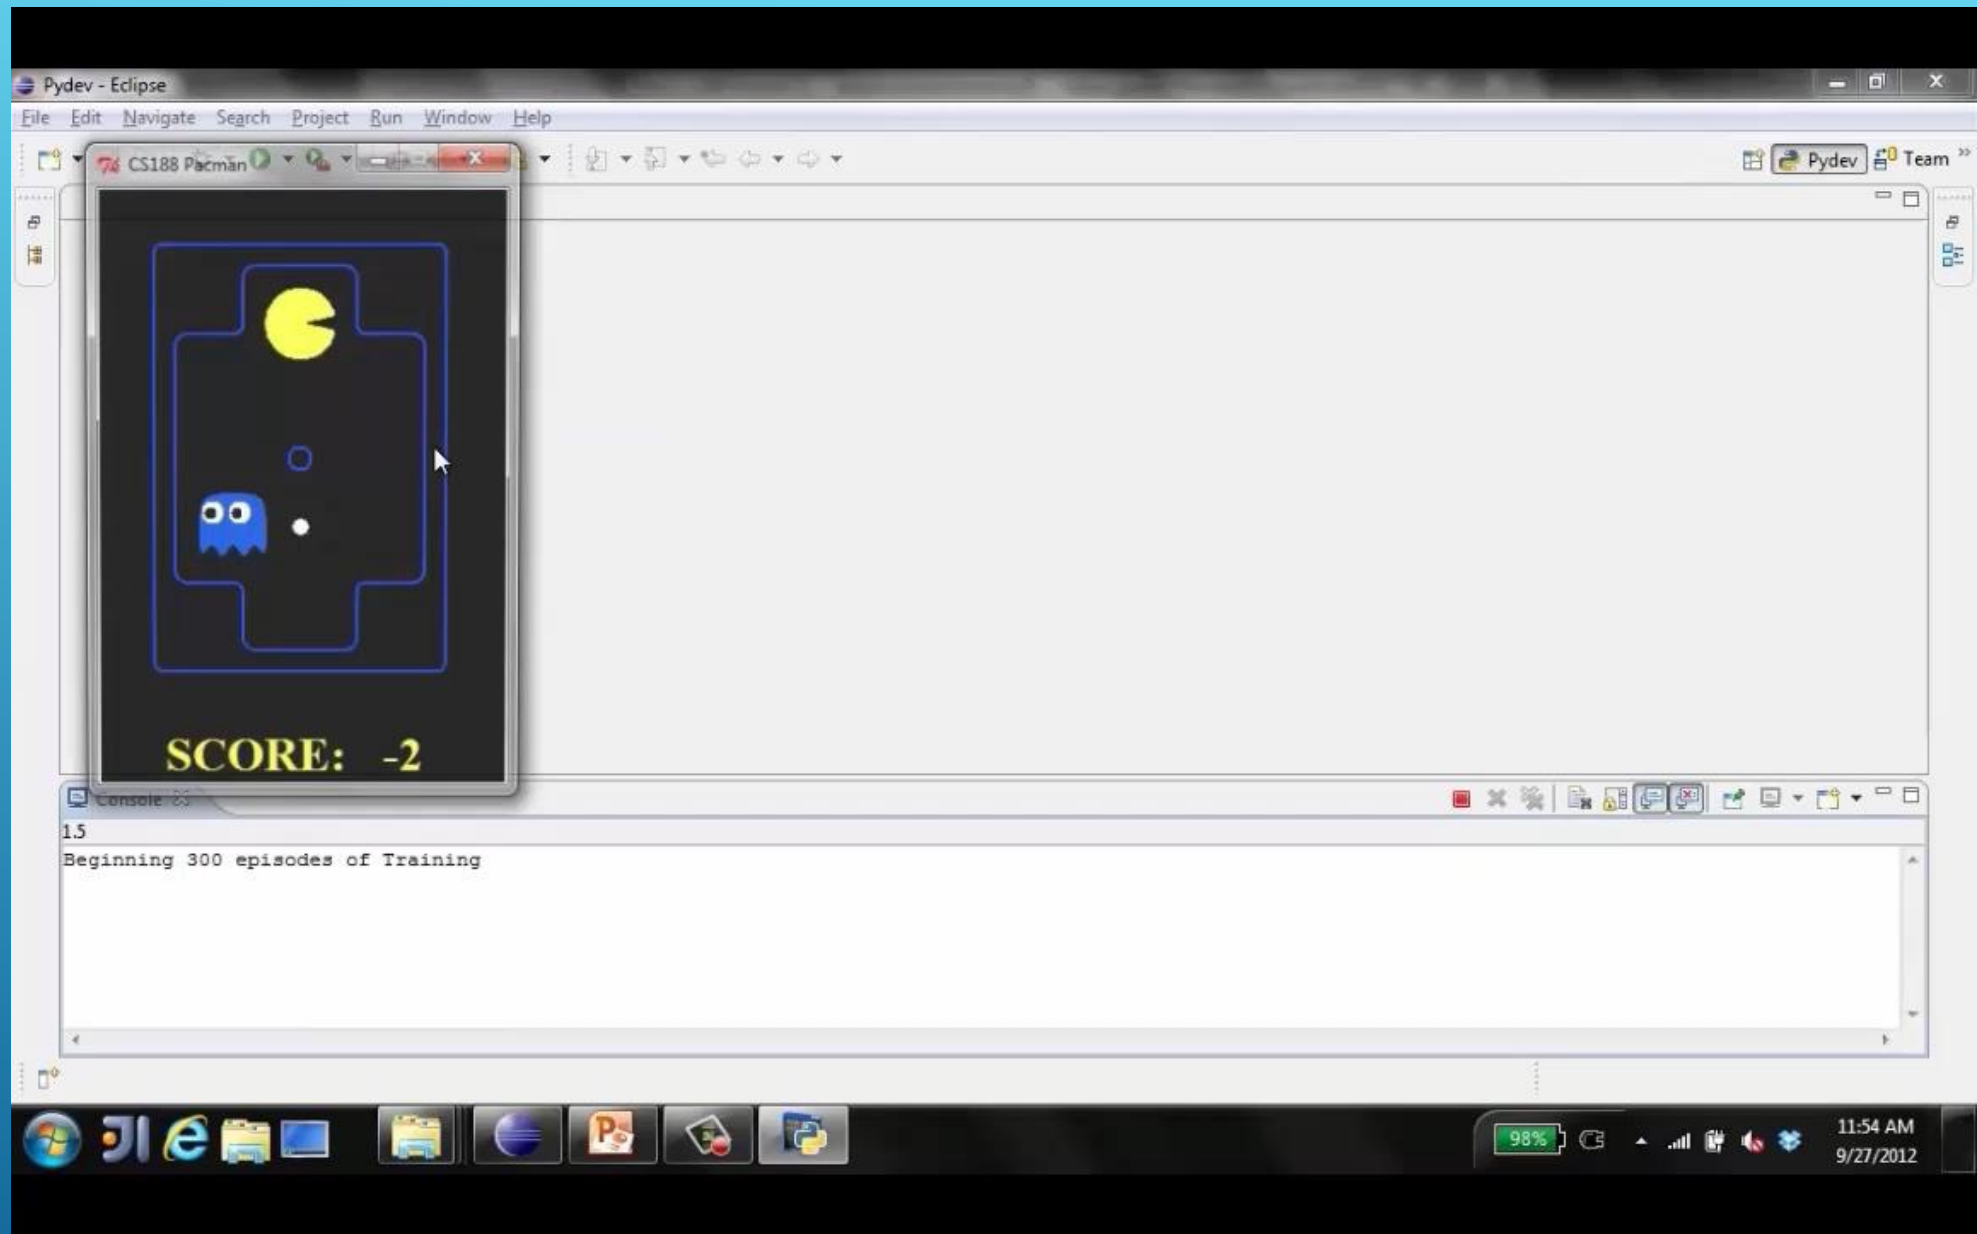 Pydev - Eclipse
File Edit Navigate Search Project Run Window Help
CS188 Pacman
Pydev Team
SCORE: -2
Console
1.5
Beginning 300 episodes of Training
98%
11:54 AM
9/27/2012